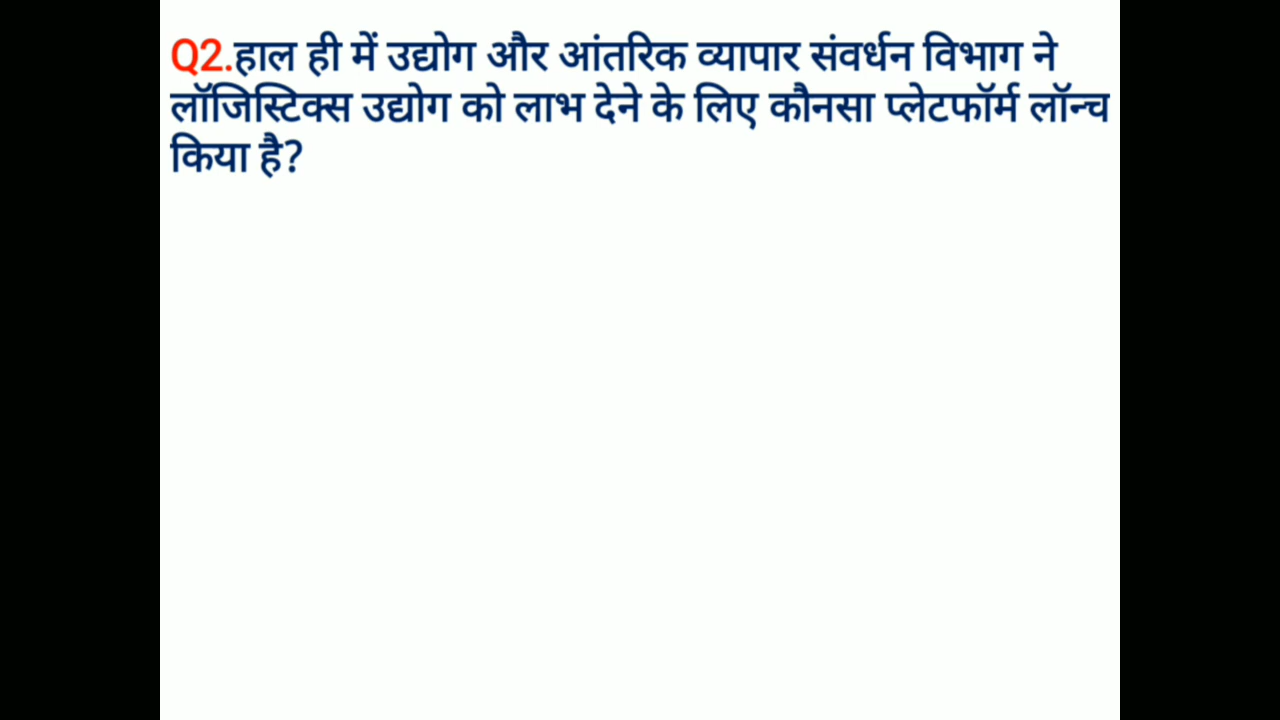 Q2.हाल ही में उद्योग और आंतरिक व्यापार संवर्धन विभाग ने
लॉजिस्टिक्स उद्योग को लाभ देने के लिए कौनसा प्लेटफॉर्म लॉन्च
किया है?